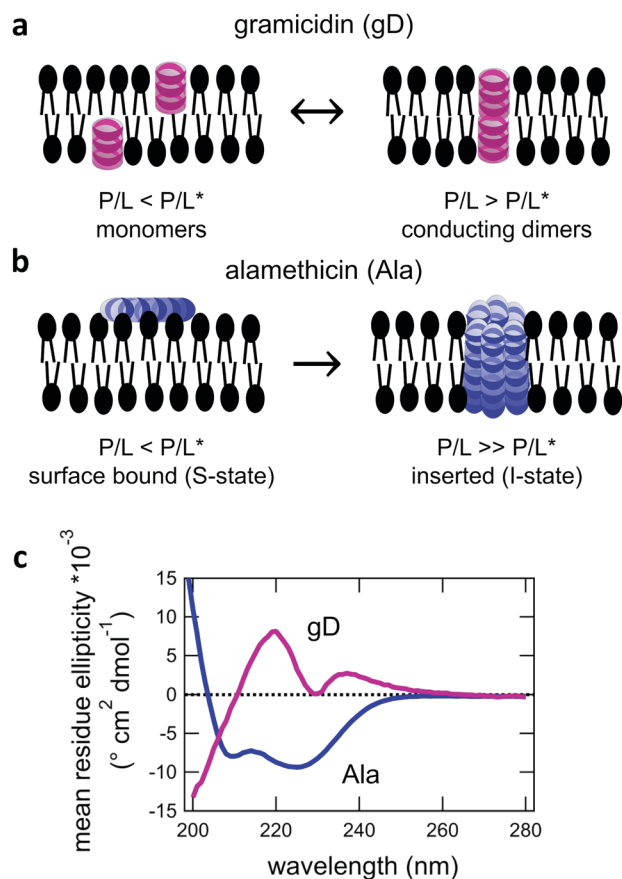 a
gramicidin (gD)
P/L < P/L*
monomers
P/L > P/L*
conducting dimers
b
alamethicin (Ala)
P/L < P/L*
surface bound (S-state)
P/L >> P/L*
inserted (I-state)
c
mean residue ellipticity *10⁻³
(° cm² dmol⁻¹)
15
10
5
0
-5
-10
-15
gD
Ala
200
220
240
260
280
wavelength (nm)